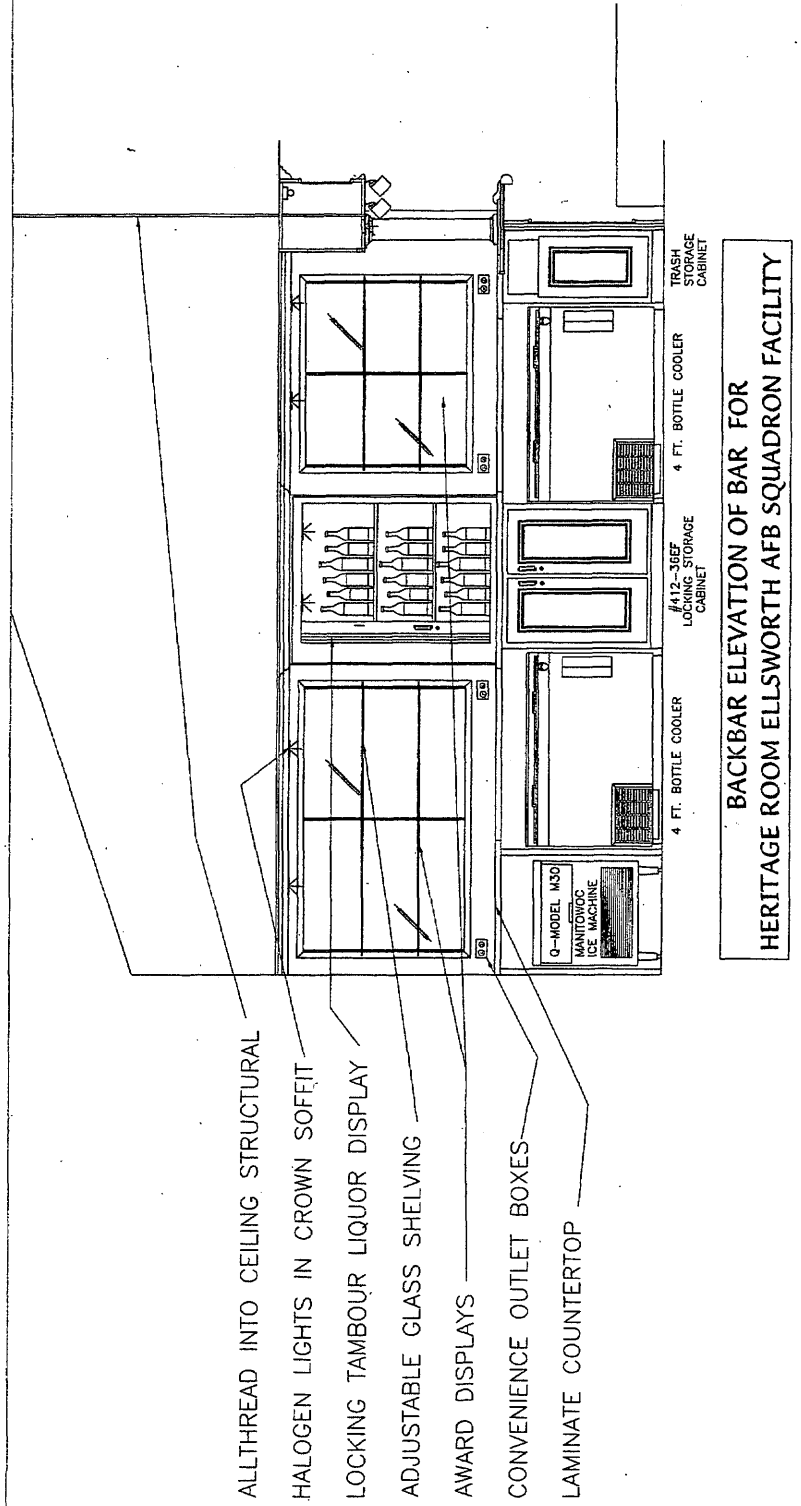 ALLTHREAD INTO CEILING STRUCTURAL
HALOGEN LIGHTS IN CROWN SOFFIT
LOCKING TAMBOUR LIQUOR DISPLAY
ADJUSTABLE GLASS SHELVING
AWARD DISPLAYS
CONVENIENCE OUTLET BOXES
LAMINATE COUNTERTOP
Q-MODEL M30
MANITOWOC
ICE MACHINE
4 FT. BOTTLE COOLER
#412-36EF
LOCKING STORAGE
CABINET
4 FT. BOTTLE COOLER
TRASH
STORAGE
CABINET
BACKBAR ELEVATION OF BAR FOR
HERITAGE ROOM ELLSWORTH AFB SQUADRON FACILITY